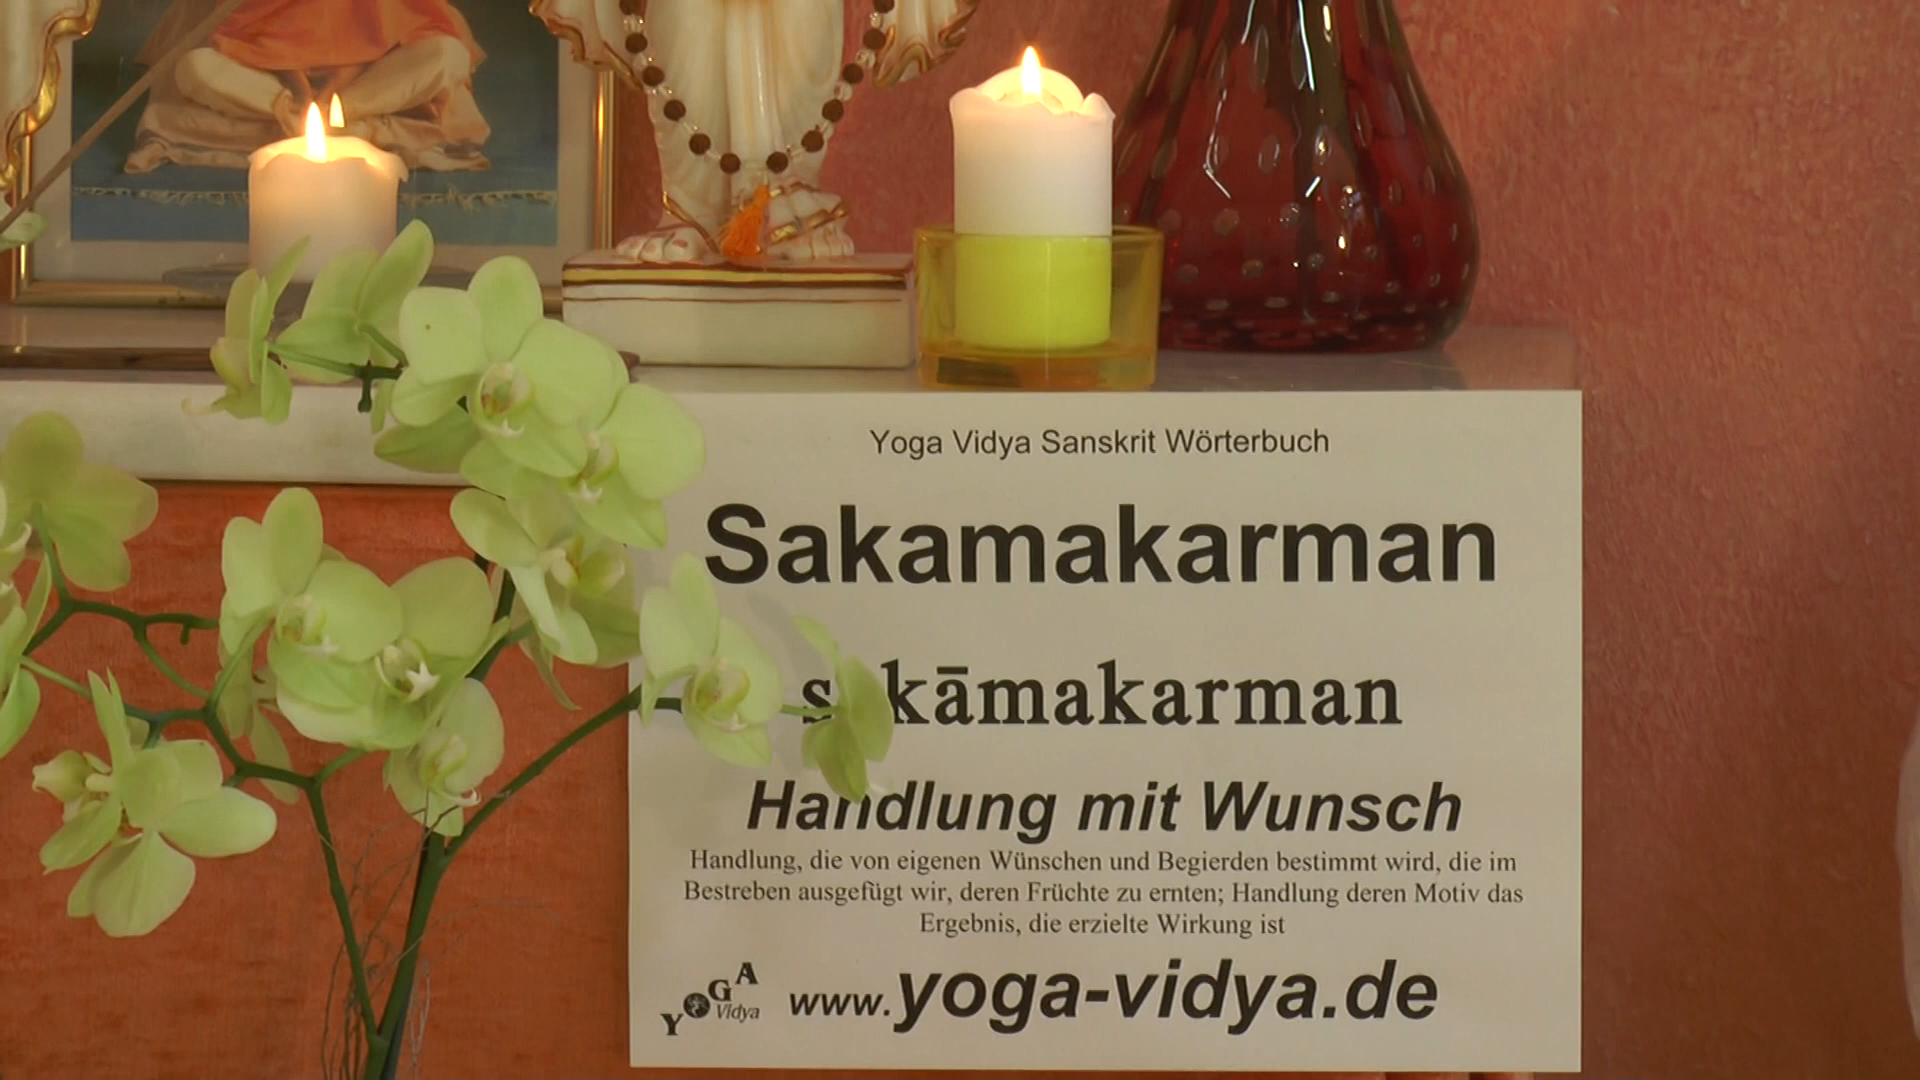 Yoga Vidya Sanskrit Wörterbuch
Sakamakarman
sakāmakarman
Handlung mit Wunsch
Handlung, die von eigenen Wünschen und Begierden bestimmt wird, die im
Bestreben ausgefügt wir, deren Früchte zu ernten; Handlung deren Motiv das
Ergebnis, die erzielte Wirkung ist
YOGA
Vidya
www.yoga-vidya.de